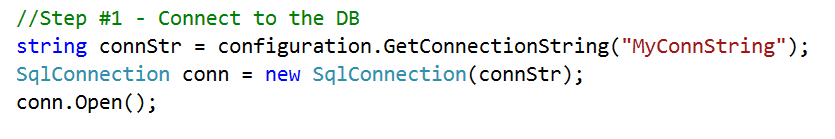 //Step #1 - Connect to the DB
string connStr = configuration.GetConnectionString("MyConnString");
SqlConnection conn = new SqlConnection(connStr);
conn.Open();